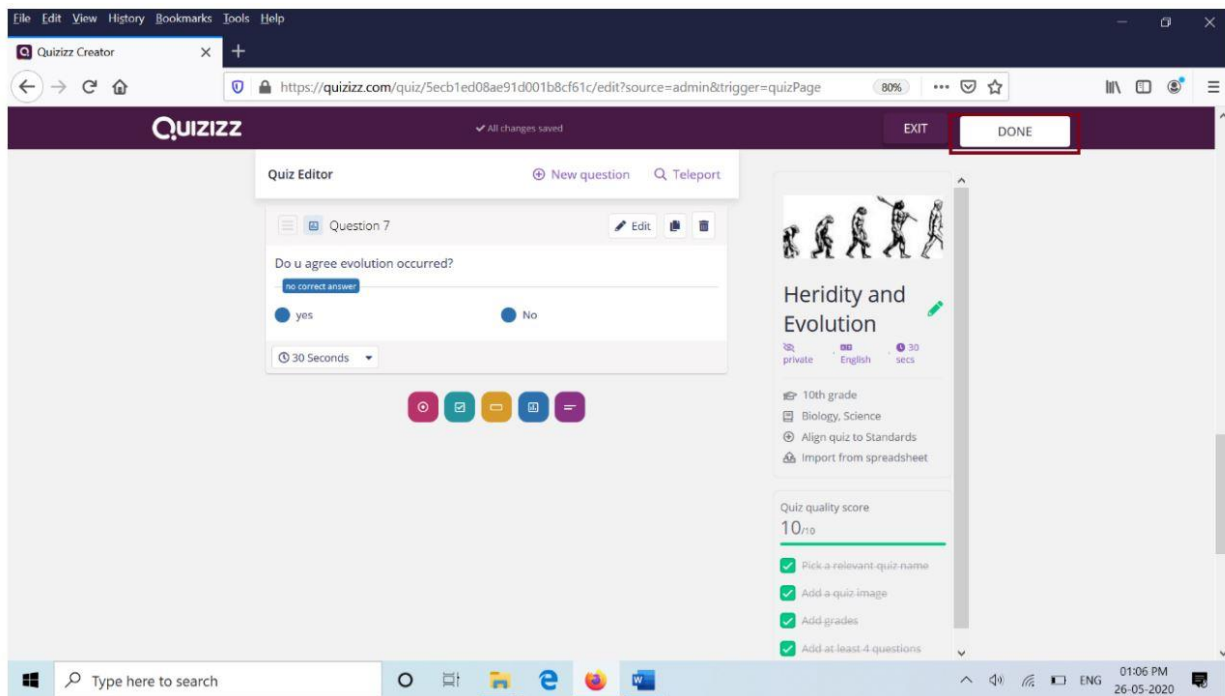 File Edit View History Bookmarks Tools Help
Quizizz Creator
https://quizizz.com/quiz/5ecb1ed08ae91d001b8cf61c/edit?source=admin&trigger=quizPage 80%
Quizizz
All changes saved
EXIT
DONE
Quiz Editor
New question
Teleport
Question 7
Edit
Do u agree evolution occurred?
no correct answer
yes
No
30 Seconds
Heridity and
Evolution
private
English
30 secs
10th grade
Biology, Science
Align quiz to Standards
Import from spreadsheet
Quiz quality score
10/10
Pick a relevant quiz name
Add a quiz image
Add grades
Add at least 4 questions
Type here to search
ENG
01:06 PM
26-05-2020